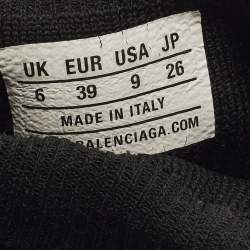 UK EUR USA JP
6 39 9 26
MADE IN ITALY
BALENCIAGA.COM